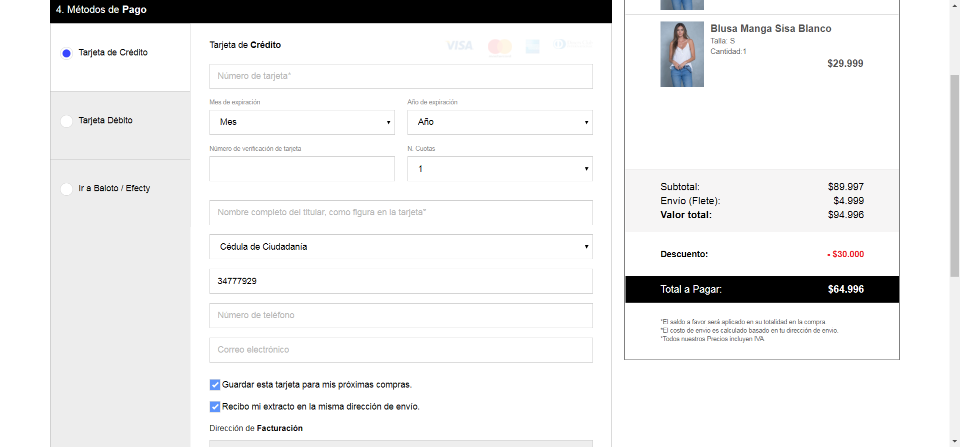 4. Métodos de Pago
Tarjeta de Crédito
Tarjeta Débito
Ir a Baloto / Efecty
Tarjeta de Crédito
VISA
Número de tarjeta*
Mes de expiración
Año de expiración
Mes
Año
Número de verificación de tarjeta
N. Cuotas
1
Nombre completo del titular, como figura en la tarjeta*
Cédula de Ciudadanía
34777929
Número de teléfono
Correo electrónico
Guardar esta tarjeta para mis próximas compras.
Recibo mi extracto en la misma dirección de envío.
Dirección de Facturación
Blusa Manga Sisa Blanco
Talla: S
Cantidad:1
$29.999
Subtotal: $89.997
Envío (Flete): $4.999
Valor total: $94.996
Descuento: - $30.000
Total a Pagar: $64.996
*El saldo a favor será aplicado en su totalidad en la compra
*El costo de envio es calculado basado en tu dirección de envio.
*Todos nuestros Precios incluyen IVA